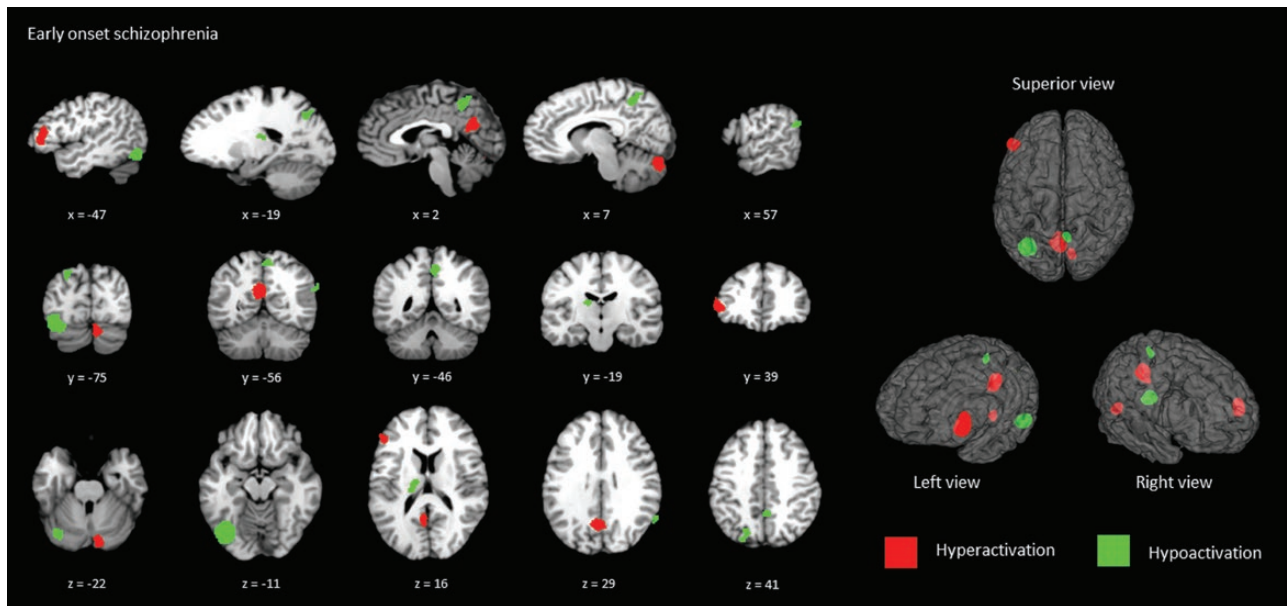 Early onset schizophrenia
Superior view
x = -47
x = -19
x = 2
x = 7
x = 57
y = -75
y = -56
y = -46
y = -19
y = 39
Left view
Right view
z = -22
z = -11
z = 16
z = 29
z = 41
Hyperactivation
Hypoactivation